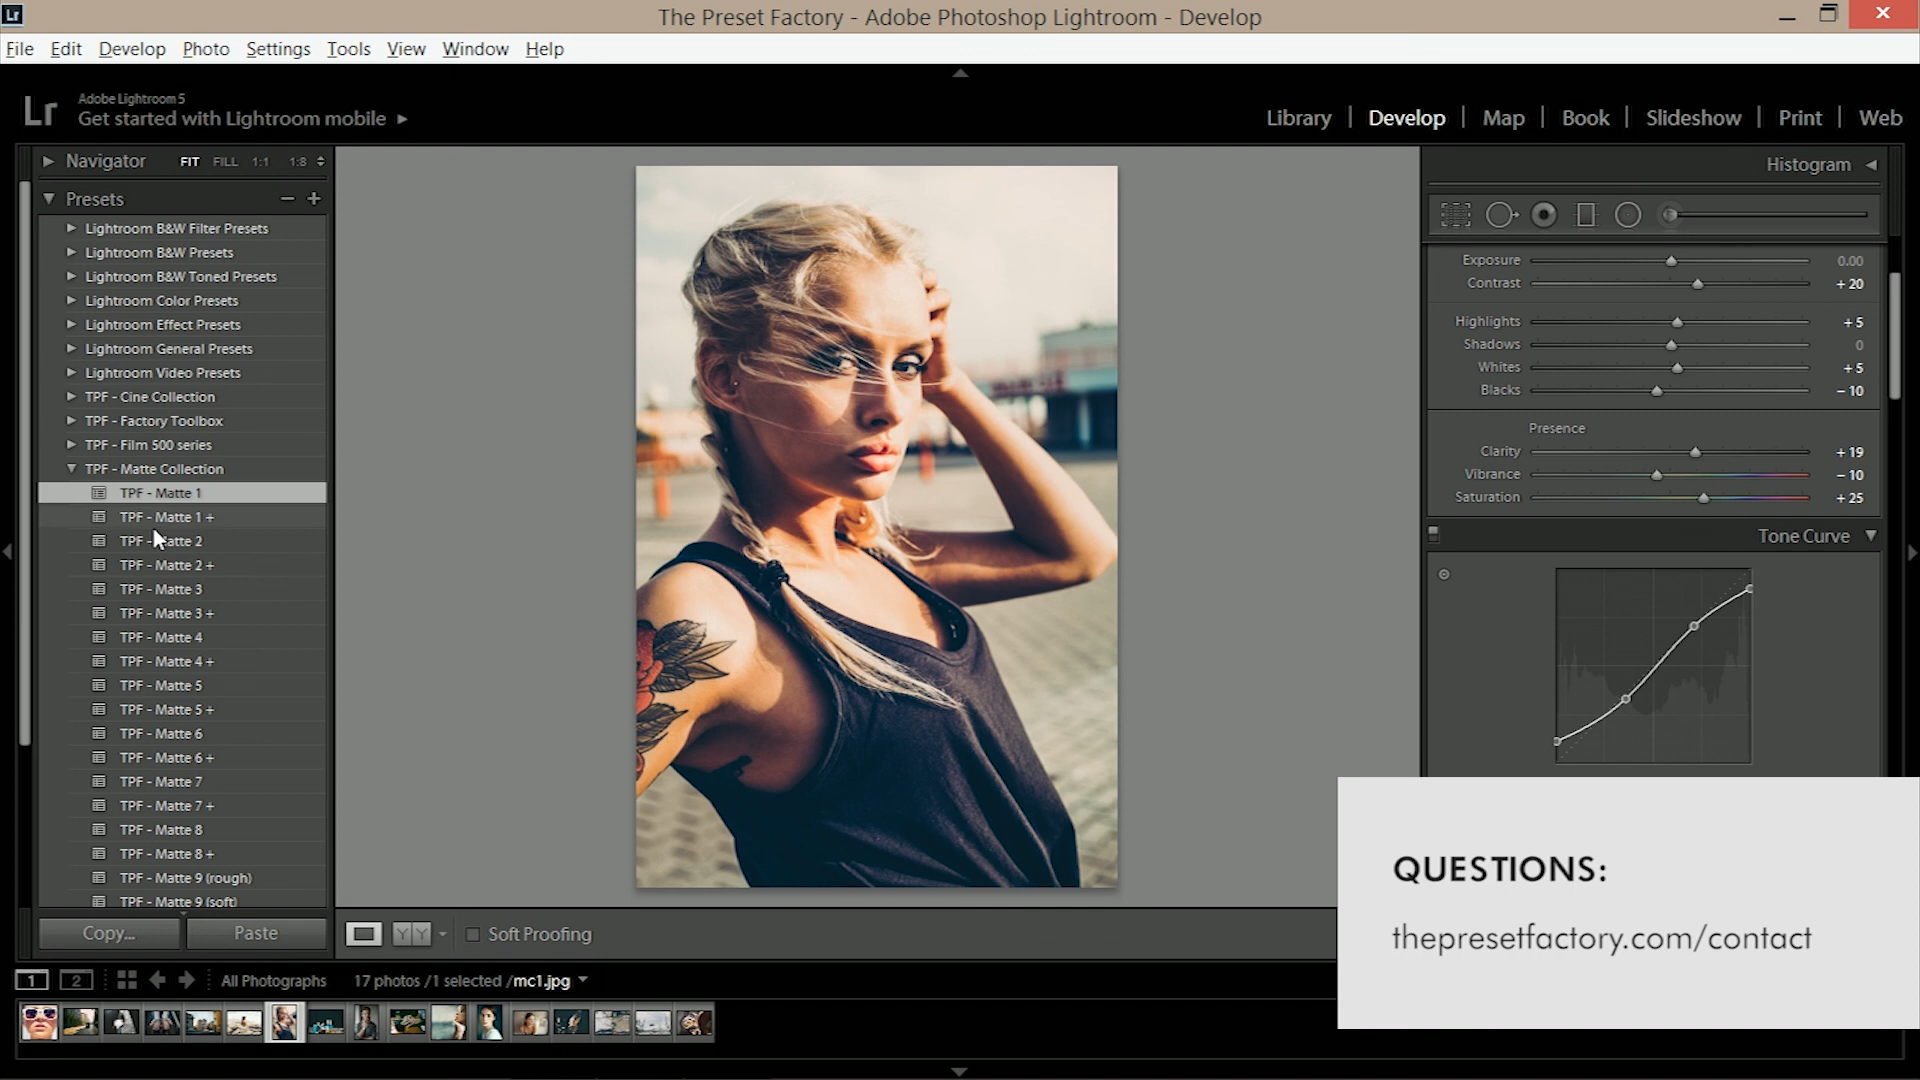 Lr
The Preset Factory - Adobe Photoshop Lightroom - Develop
File Edit Develop Photo Settings Tools View Window Help
Lr
Adobe Lightroom 5
Get started with Lightroom mobile
Library | Develop | Map | Book | Slideshow | Print | Web
Navigator FIT FILL 1:1 1:8
Presets
Lightroom B&W Filter Presets
Lightroom B&W Presets
Lightroom B&W Toned Presets
Lightroom Color Presets
Lightroom Effect Presets
Lightroom General Presets
Lightroom Video Presets
TPF - Cine Collection
TPF - Factory Toolbox
TPF - Film 500 series
TPF - Matte Collection
TPF - Matte 1
TPF - Matte 1 +
TPF - Matte 2
TPF - Matte 2 +
TPF - Matte 3
TPF - Matte 3 +
TPF - Matte 4
TPF - Matte 4 +
TPF - Matte 5
TPF - Matte 5 +
TPF - Matte 6
TPF - Matte 6 +
TPF - Matte 7
TPF - Matte 7 +
TPF - Matte 8
TPF - Matte 8 +
TPF - Matte 9 (rough)
TPF - Matte 9 (soft)
Copy... Paste
Soft Proofing
Histogram
Exposure 0.00
Contrast + 20
Highlights + 5
Shadows 0
Whites + 5
Blacks - 10
Presence
Clarity + 19
Vibrance - 10
Saturation + 25
Tone Curve
QUESTIONS:
thepresetfactory.com/contact
1 2 All Photographs 17 photos /1 selected /mc1.jpg